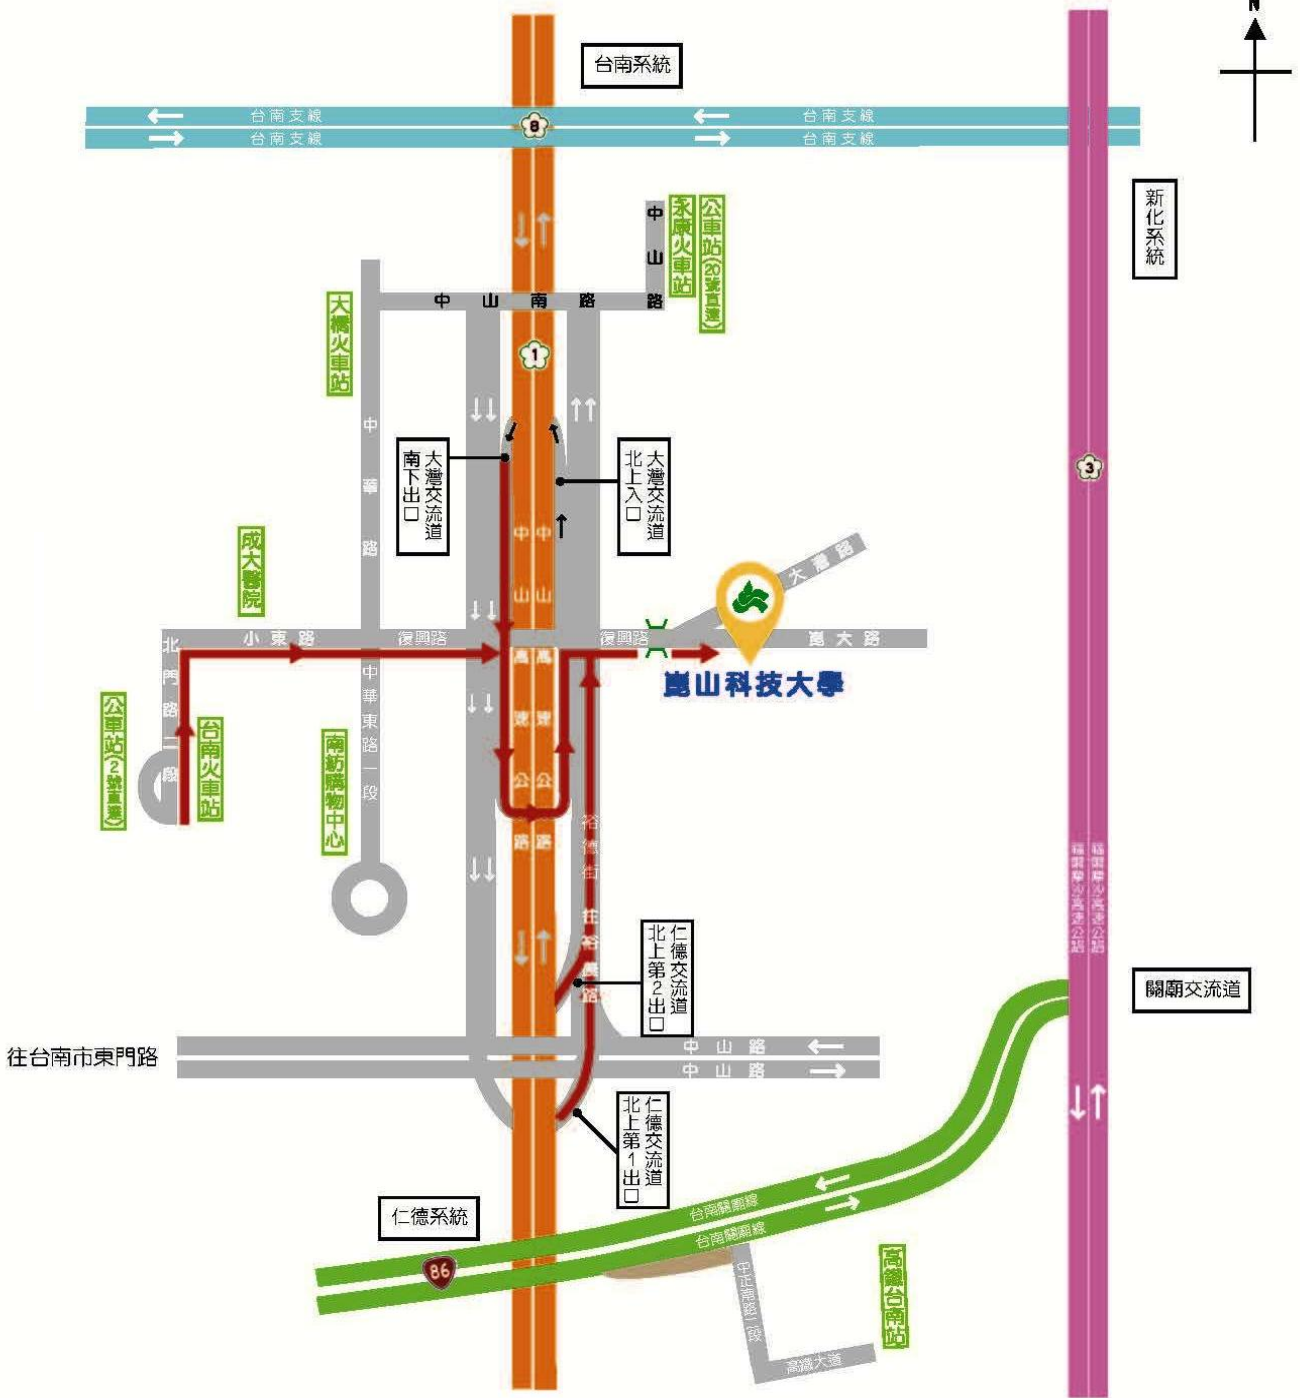 N
台南系統
台南支線
台南支線
台南支線
台南支線
8
新化系統
中山路
永康火車站
公車站(20號直達)
中山南路
大橋火車站
1
中華路
大灣交流道
南下出口
大灣交流道
北上入口
3
成大醫院
中山高速公路
中山高速公路
大灣路
北門路二段
小東路
復興路
復興路
崑大路
崑山科技大學
中華東路一段
公車站(2號直達)
台南火車站
南紡購物中心
裕德街
往裕農路
福爾摩沙高速公路
福爾摩沙高速公路
仁德交流道
北上第2出口
關廟交流道
往台南市東門路
中山路
中山路
仁德交流道
北上第1出口
仁德系統
台南關廟線
台南關廟線
86
中正南路一段
高鐵台南站
高鐵大道